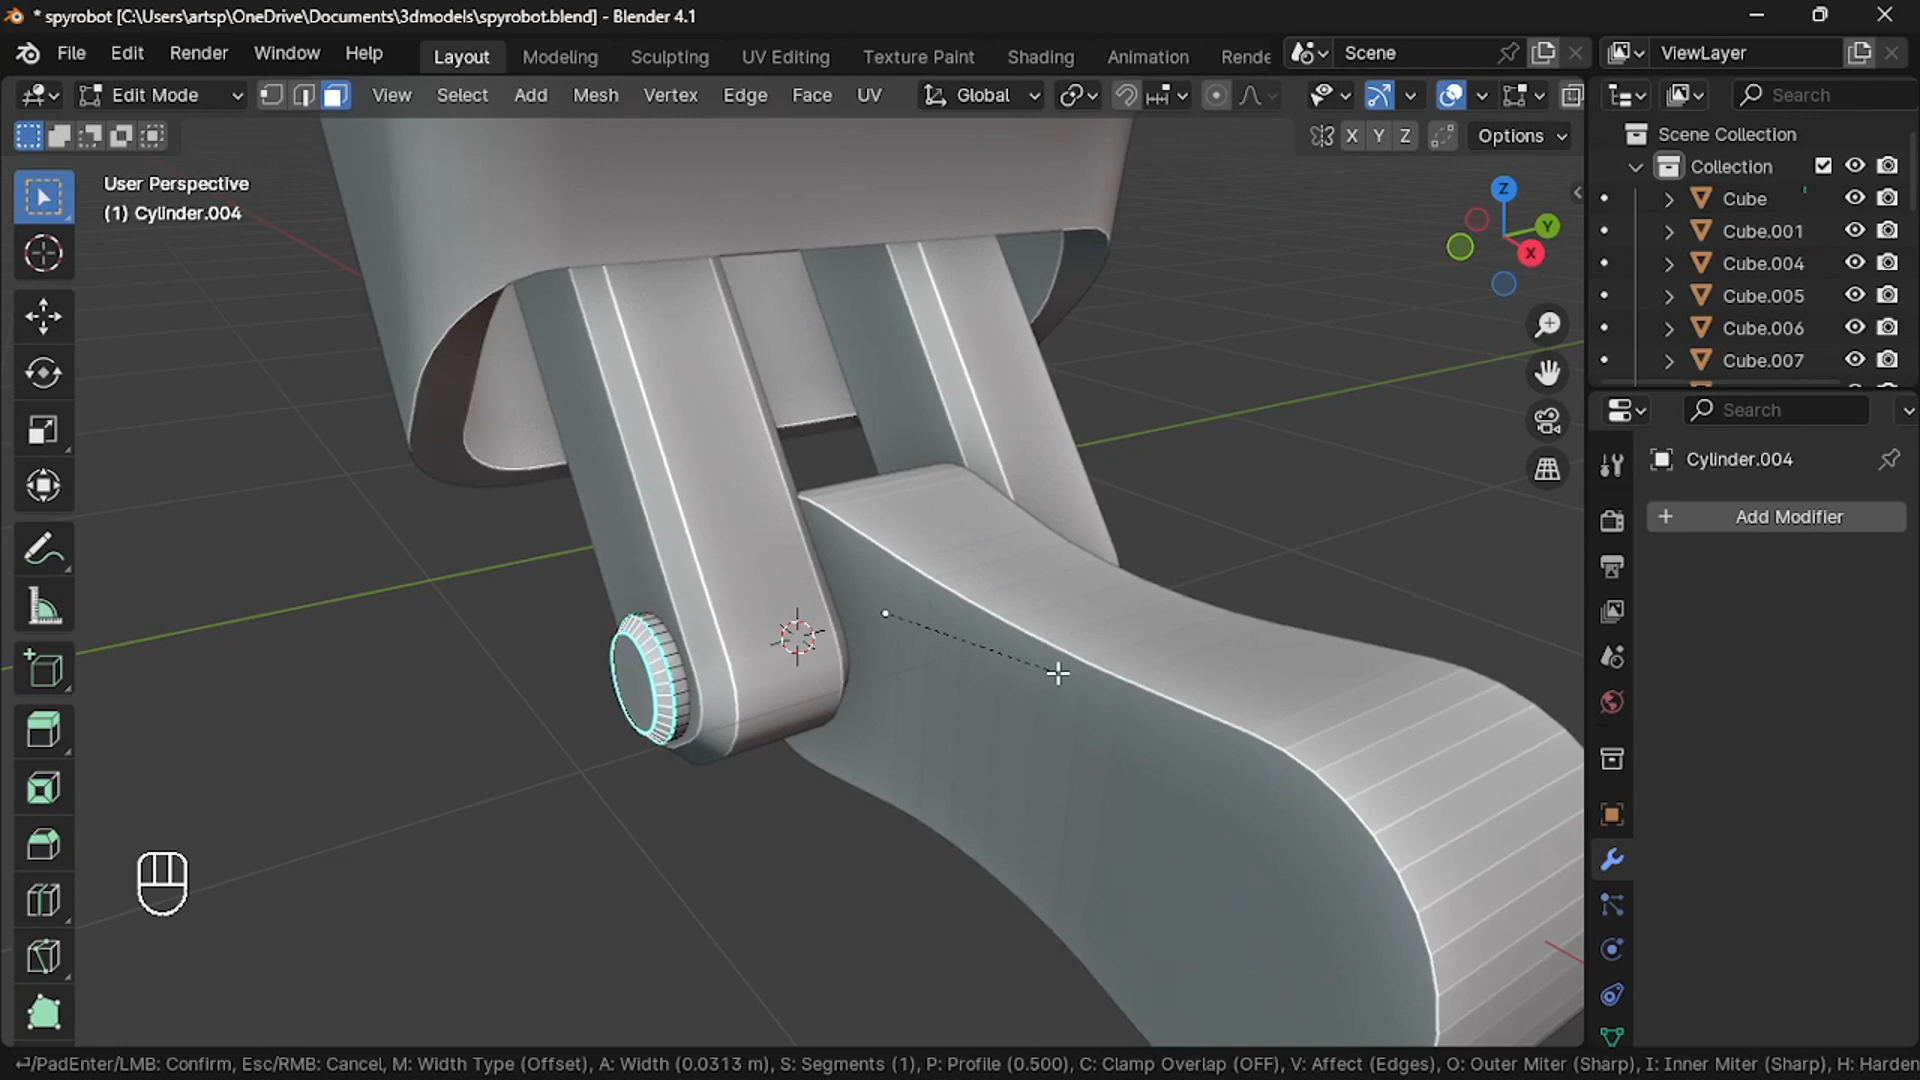 * spyrobot [C:\Users\artsp\OneDrive\Documents\3dmodels\spyrobot.blend] - Blender 4.1
File Edit Render Window Help Layout Modeling Sculpting UV Editing Texture Paint Shading Animation Rende Scene ViewLayer
Edit Mode View Select Add Mesh Vertex Edge Face UV Global Search
X Y Z Options
User Perspective
(1) Cylinder.004
Z
Y
X
Scene Collection
Collection
Cube
Cube.001
Cube.004
Cube.005
Cube.006
Cube.007
Search
Cylinder.004
+ Add Modifier
⏎/PadEnter/LMB: Confirm, Esc/RMB: Cancel, M: Width Type (Offset), A: Width (0.0313 m), S: Segments (1), P: Profile (0.500), C: Clamp Overlap (OFF), V: Affect (Edges), O: Outer Miter (Sharp), I: Inner Miter (Sharp), H: Harden